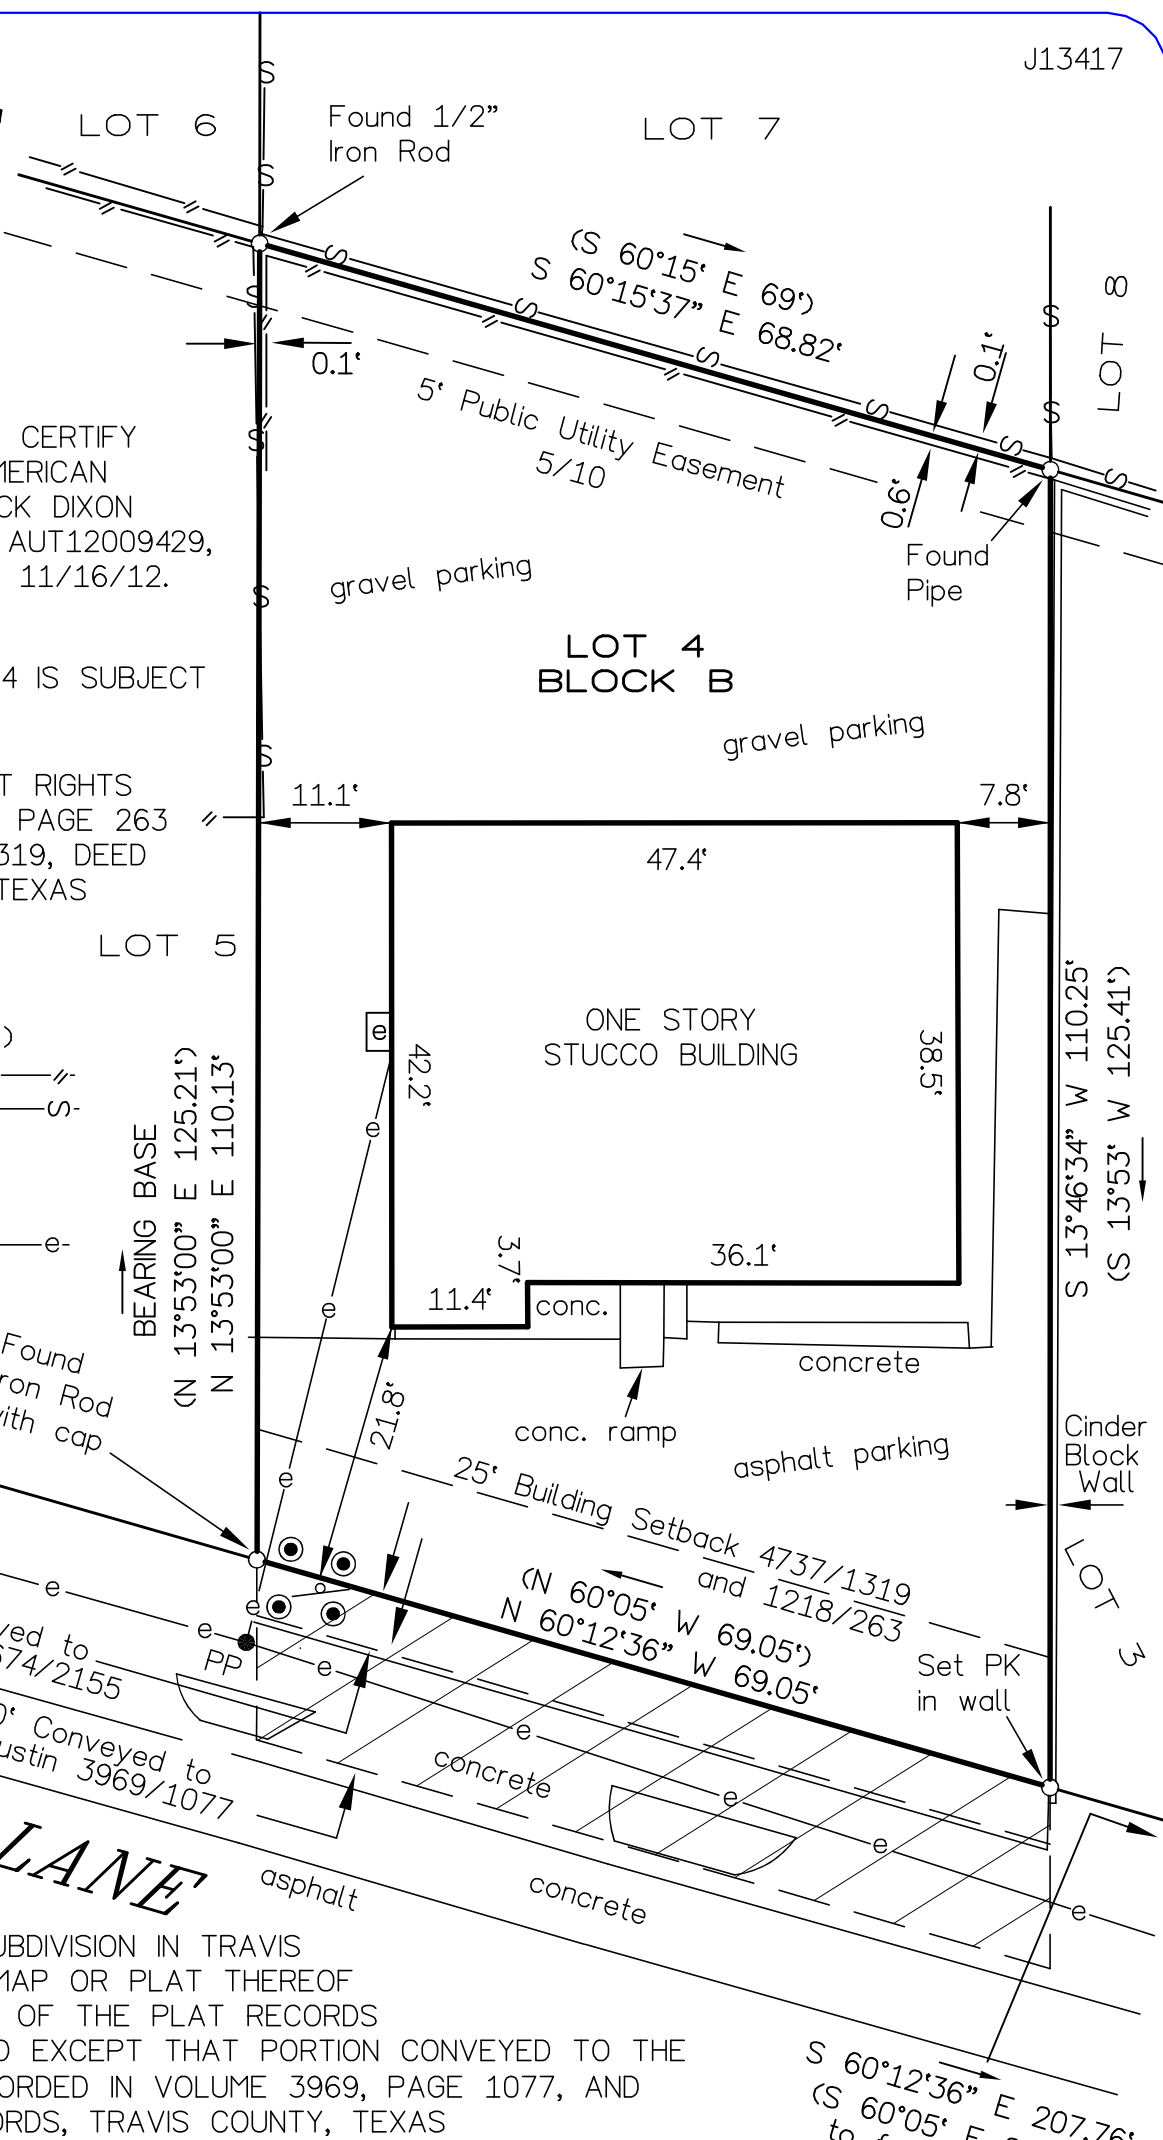 J13417
LOT 6
Found 1/2"
Iron Rod
LOT 7
(S 60°15' E 69')
S 60°15'37" E 68.82'
LOT 8
0.1'
0.1'
0.6'
5' Public Utility Easement
5/10
CERTIFY
MERICAN
CK DIXON
AUT12009429,
11/16/12.
Found
Pipe
gravel parking
LOT 4
BLOCK B
4 IS SUBJECT
gravel parking
T RIGHTS
PAGE 263
319, DEED
TEXAS
11.1'
7.8'
47.4'
LOT 5
ONE STORY
STUCCO BUILDING
42.2'
38.5'
BEARING BASE
(N 13°53'00" E 125.21')
N 13°53'00" E 110.13'
S 13°46'34" W 110.25'
(S 13°53' W 125.41')
3.7'
36.1'
11.4'
conc.
concrete
Found
ron Rod
with cap
21.8'
conc. ramp
asphalt parking
Cinder
Block
Wall
25' Building Setback 4737/1319
and 1218/263
(N 60°05' W 69.05')
N 60°12'36" W 69.05'
LOT 3
Set PK
in wall
PP
yed to
574/2155
0' Conveyed to
ustin 3969/1077
concrete
LANE
asphalt
concrete
UBDIVISION IN TRAVIS
MAP OR PLAT THEREOF
OF THE PLAT RECORDS
EXCEPT THAT PORTION CONVEYED TO THE
ORDED IN VOLUME 3969, PAGE 1077, AND
ORDS, TRAVIS COUNTY, TEXAS
S 60°12'36" E 207.76'
(S 60°05' E
to